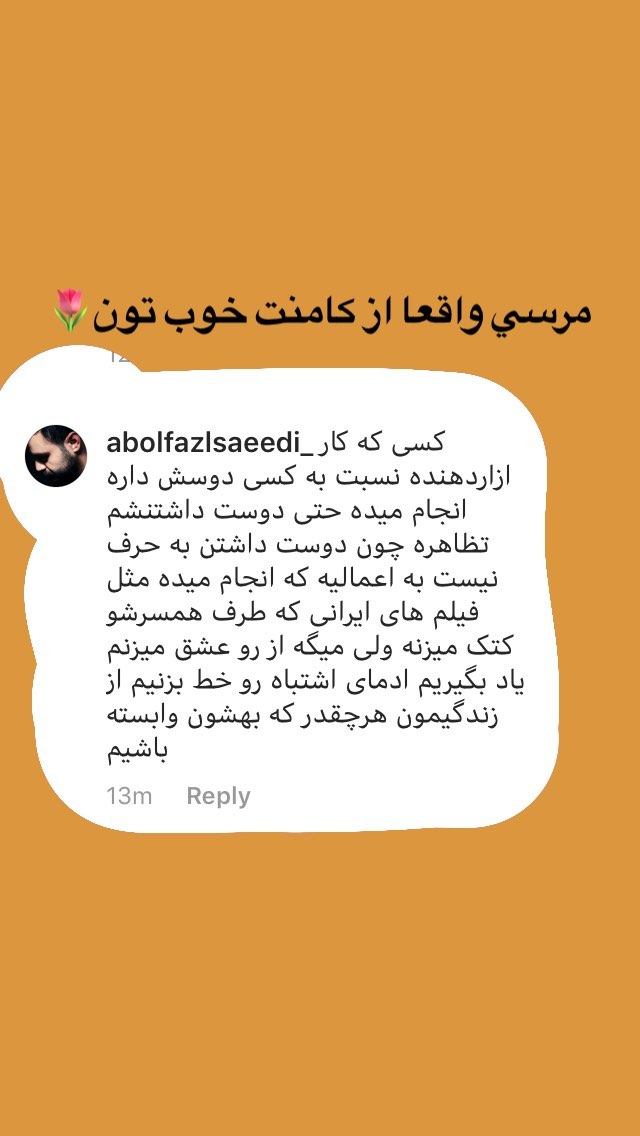 مرسي واقعا از كامنت خوب تون🌷
abolfazlsaeedi_ کسی که کار
ازاردهنده نسبت به کسی دوسش داره
انجام میده حتی دوست داشتنشم
تظاهره چون دوست داشتن به حرف
نیست به اعمالیه که انجام میده مثل
فیلم های ایرانی که طرف همسرشو
کتک میزنه ولی میگه از رو عشق میزنم
یاد بگیریم ادمای اشتباه رو خط بزنیم از
زندگیمون هرچقدر که بهشون وابسته
باشیم
13m Reply